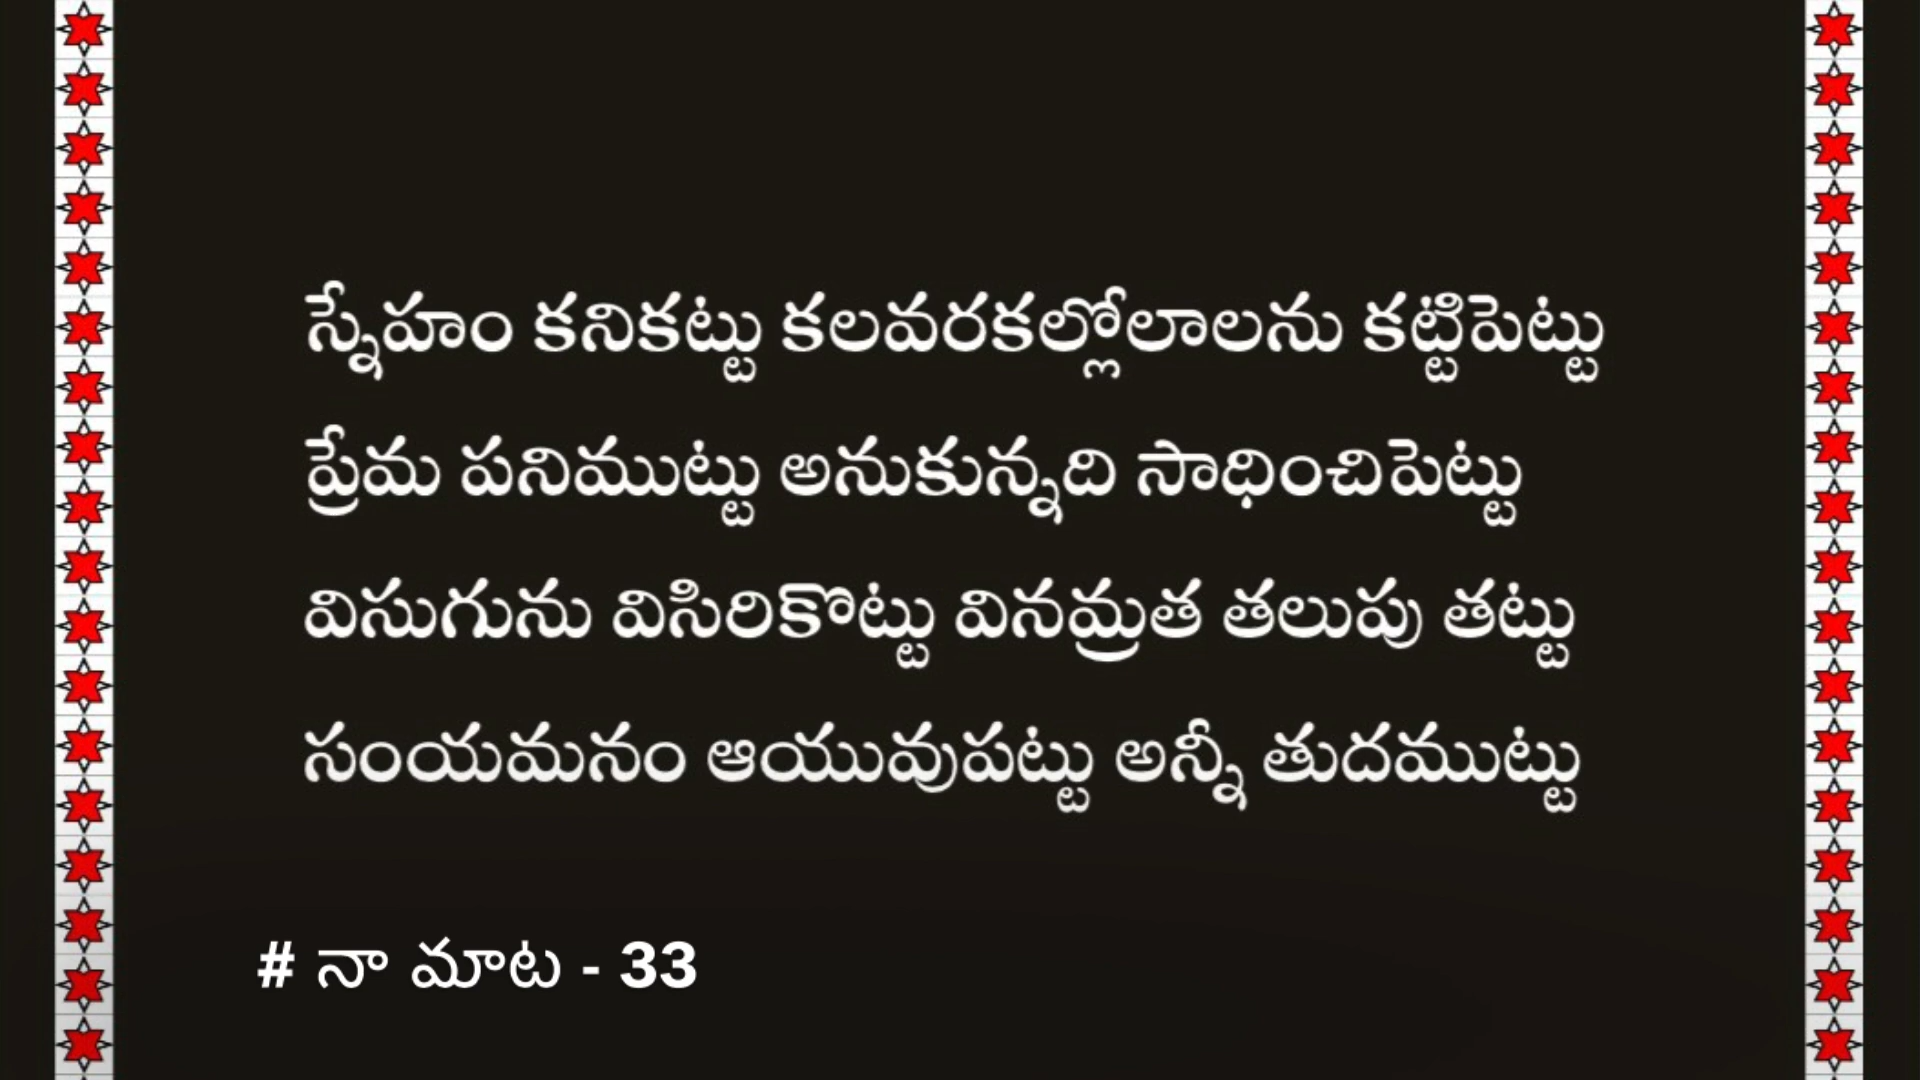 స్నేహం కనికట్టు కలవరకల్లోలాలను కట్టిపెట్టు
ప్రేమ పనిముట్టు అనుకున్నది సాధించిపెట్టు
విసుగును విసిరికొట్టు వినమ్రత తలుపు తట్టు
సంయమనం ఆయువుపట్టు అన్నీ తుదముట్టు
# నా మాట - 33